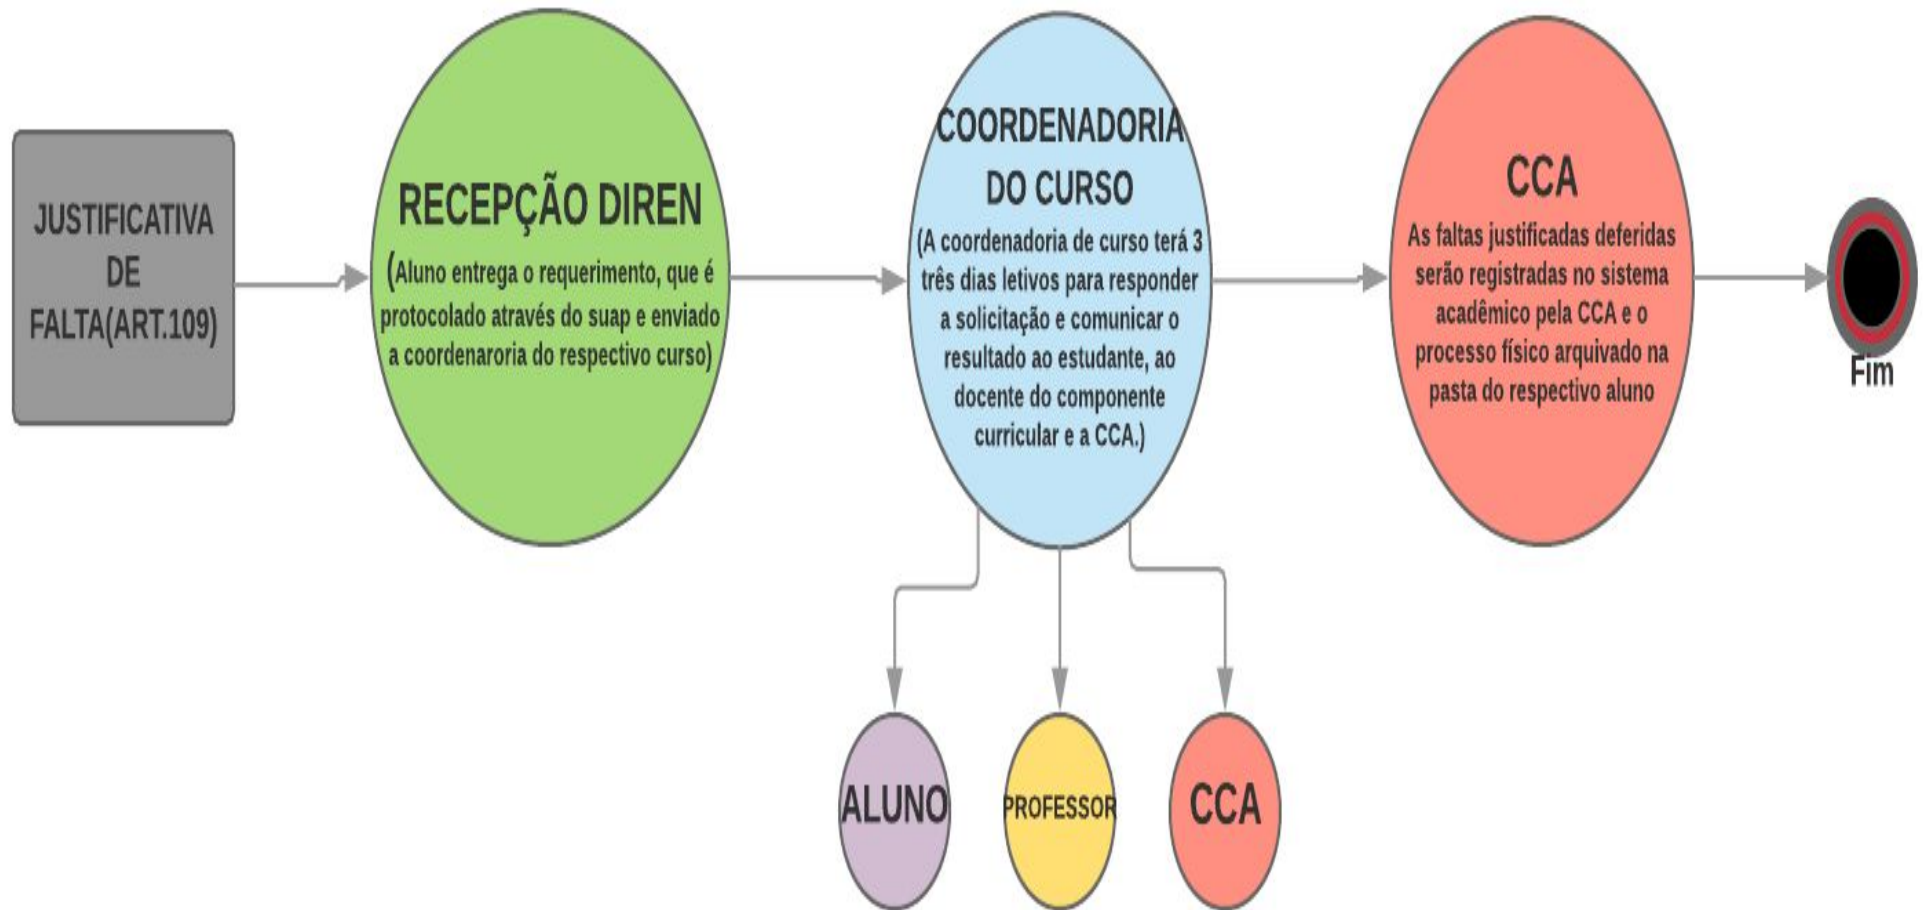 JUSTIFICATIVA
DE
FALTA(ART.109)
RECEPÇÃO DIREN
(Aluno entrega o requerimento, que é
protocolado através do suap e enviado
a coordenaroria do respectivo curso)
COORDENADORIA
DO CURSO
(A coordenadoria de curso terá 3
três dias letivos para responder
a solicitação e comunicar o
resultado ao estudante, ao
docente do componente
curricular e a CCA.)
CCA
As faltas justificadas deferidas
serão registradas no sistema
acadêmico pela CCA e o
processo físico arquivado na
pasta do respectivo aluno
Fim
ALUNO
PROFESSOR
CCA